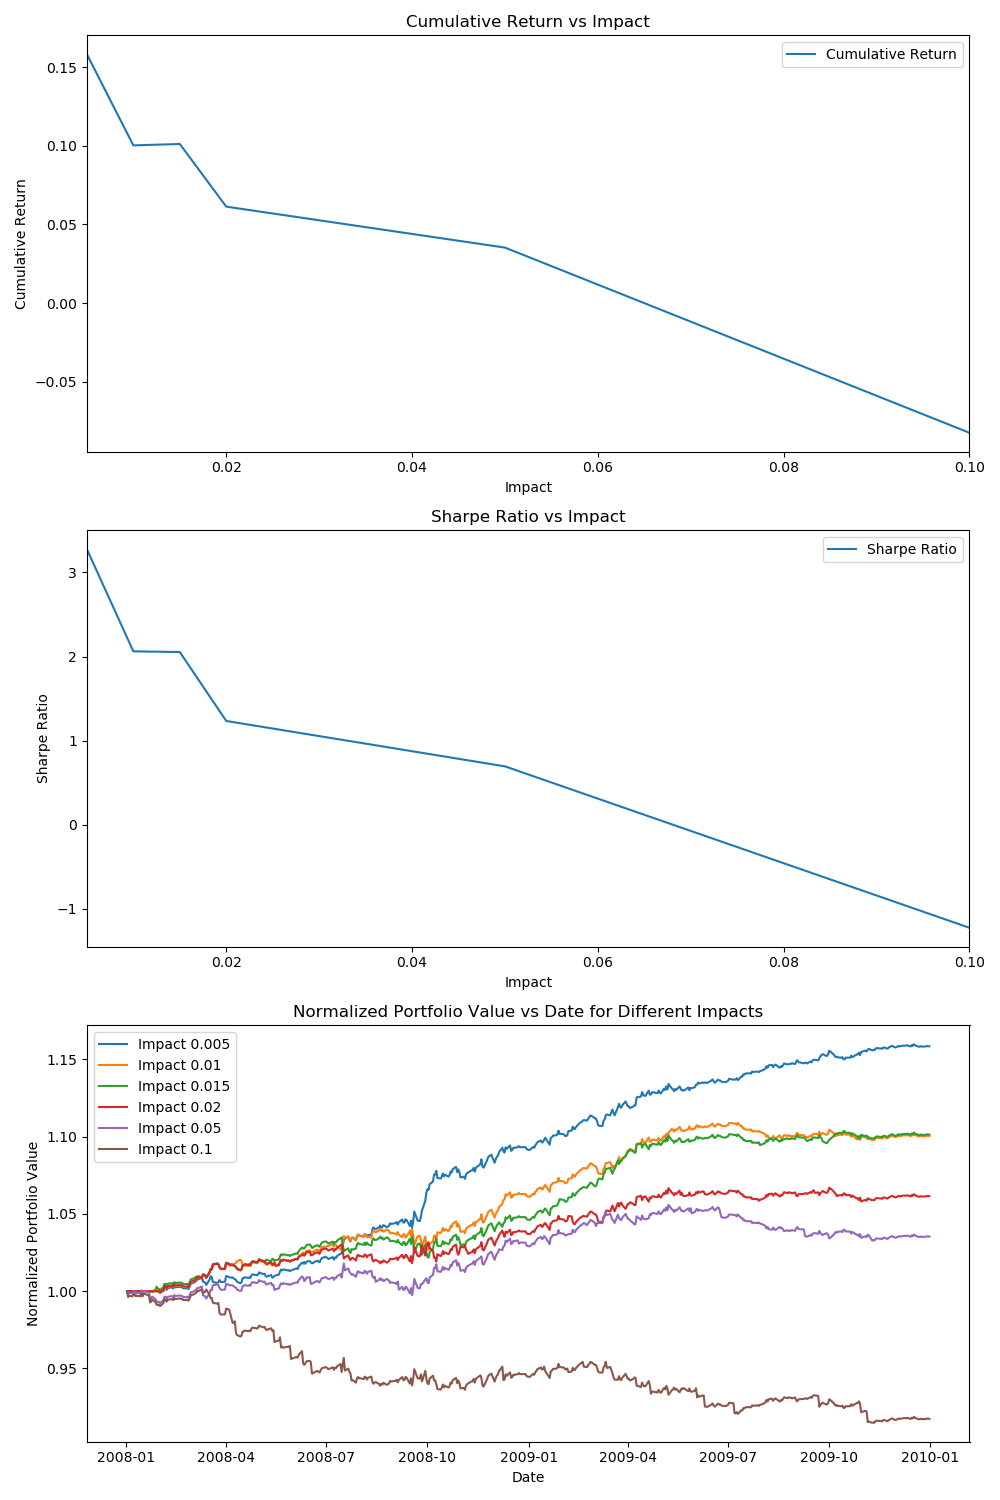 Cumulative Return vs Impact
Cumulative Return
0.15
0.10
0.05
0.00
−0.05
Cumulative Return
0.02 0.04 0.06 0.08 0.10
Impact
Sharpe Ratio vs Impact
Sharpe Ratio
3
2
1
0
−1
Sharpe Ratio
0.02 0.04 0.06 0.08 0.10
Impact
Normalized Portfolio Value vs Date for Different Impacts
Impact 0.005
Impact 0.01
Impact 0.015
Impact 0.02
Impact 0.05
Impact 0.1
1.15
1.10
1.05
1.00
0.95
Normalized Portfolio Value
2008-01 2008-04 2008-07 2008-10 2009-01 2009-04 2009-07 2009-10 2010-01
Date